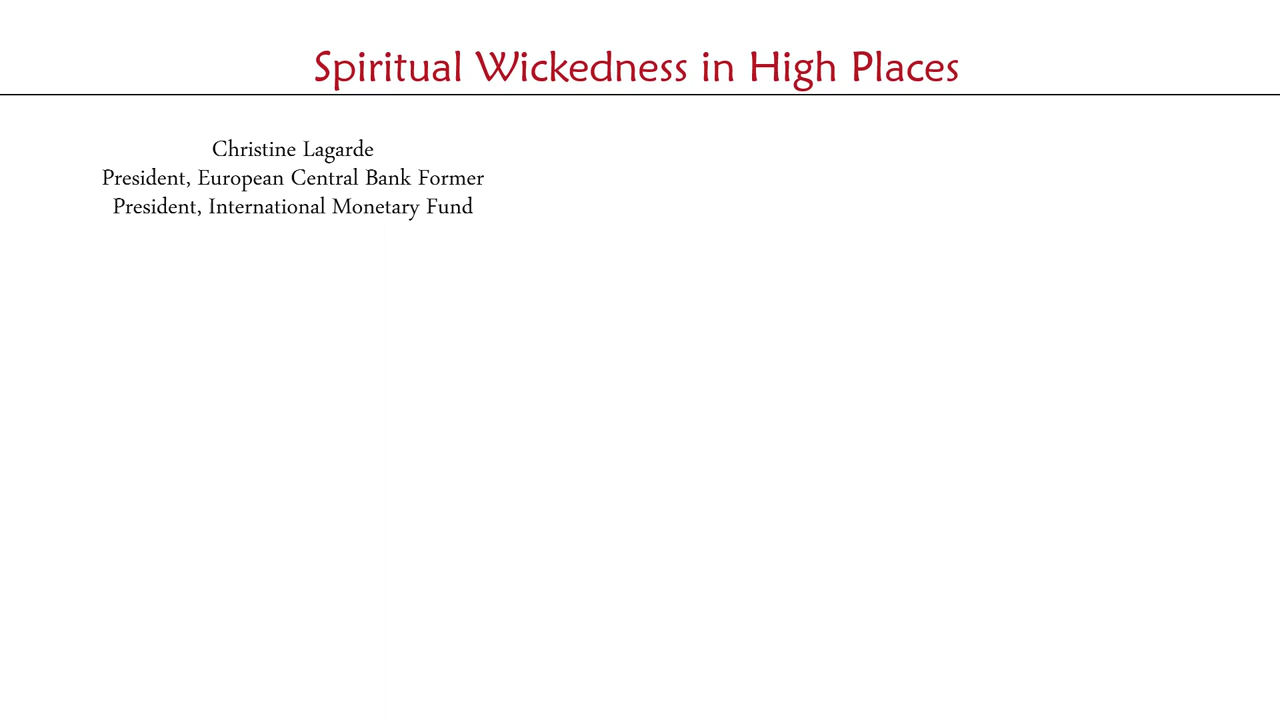 Spiritual Wickedness in High Places
Christine Lagarde
President, European Central Bank Former
President, International Monetary Fund